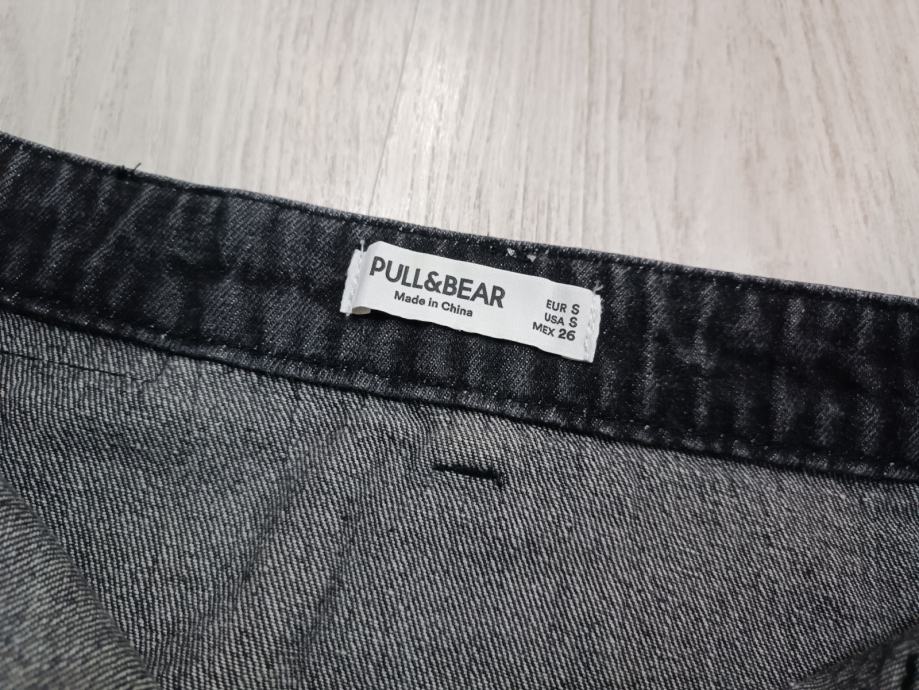 PULL&BEAR
Made in China
EUR S
USA S
MEX 26